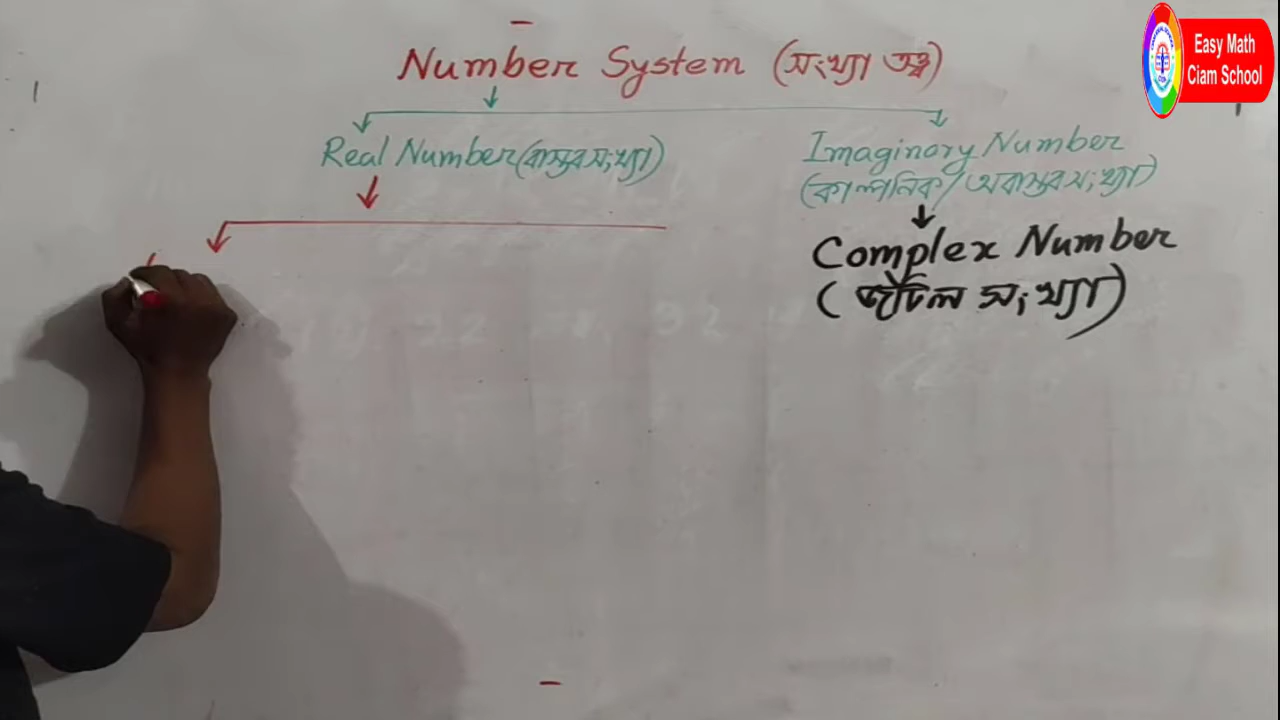 Number System (সংখ্যা তত্ত্ব)
Real Number (বাস্তব সংখ্যা)
Imaginary Number
(কাল্পনিক/অবাস্তব সংখ্যা)
Complex Number
(জটিল সংখ্যা)
Easy Math
Ciam School